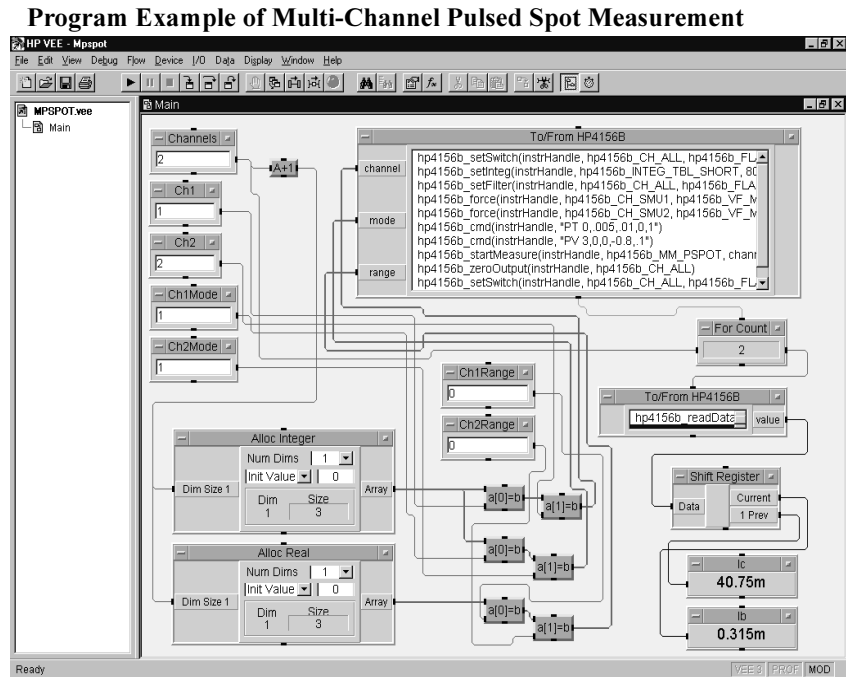 Program Example of Multi-Channel Pulsed Spot Measurement
HP VEE - Mpspot
File Edit View Debug Flow Device I/O Data Display Window Help
MPSPOT.vee
Main
Main
Channels
2
A+1
Ch1
1
Ch2
2
Ch1Mode
1
Ch2Mode
1
To/From HP4156B
channel
mode
range
hp4156b_setSwitch(instrHandle, hp4156b_CH_ALL, hp4156b_FL
hp4156b_setInteg(instrHandle, hp4156b_INTEG_TBL_SHORT, 80
hp4156b_setFilter(instrHandle, hp4156b_CH_ALL, hp4156b_FLA
hp4156b_force(instrHandle, hp4156b_CH_SMU1, hp4156b_VF_M
hp4156b_force(instrHandle, hp4156b_CH_SMU2, hp4156b_VF_M
hp4156b_cmd(instrHandle, "PT 0,.005,.01,0,1")
hp4156b_cmd(instrHandle, "PV 3,0,0,-0.8,.1")
hp4156b_startMeasure(instrHandle, hp4156b_MM_PSPOT, chanr
hp4156b_zeroOutput(instrHandle, hp4156b_CH_ALL)
hp4156b_setSwitch(instrHandle, hp4156b_CH_ALL, hp4156b_FL
For Count
2
Ch1Range
0
Ch2Range
0
To/From HP4156B
hp4156b_readData
value
Alloc Integer
Num Dims 1
Init Value 0
Dim Size 1
Dim Size
1 3
Array
a[0]=b
a[1]=b
Shift Register
Data
Current
1 Prev
a[0]=b
a[1]=b
Alloc Real
Num Dims 1
Init Value 0
Dim Size 1
Dim Size
1 3
Array
a[0]=b
a[1]=b
Ic
40.75m
Ib
0.315m
Ready
VEE 3 PROF MOD